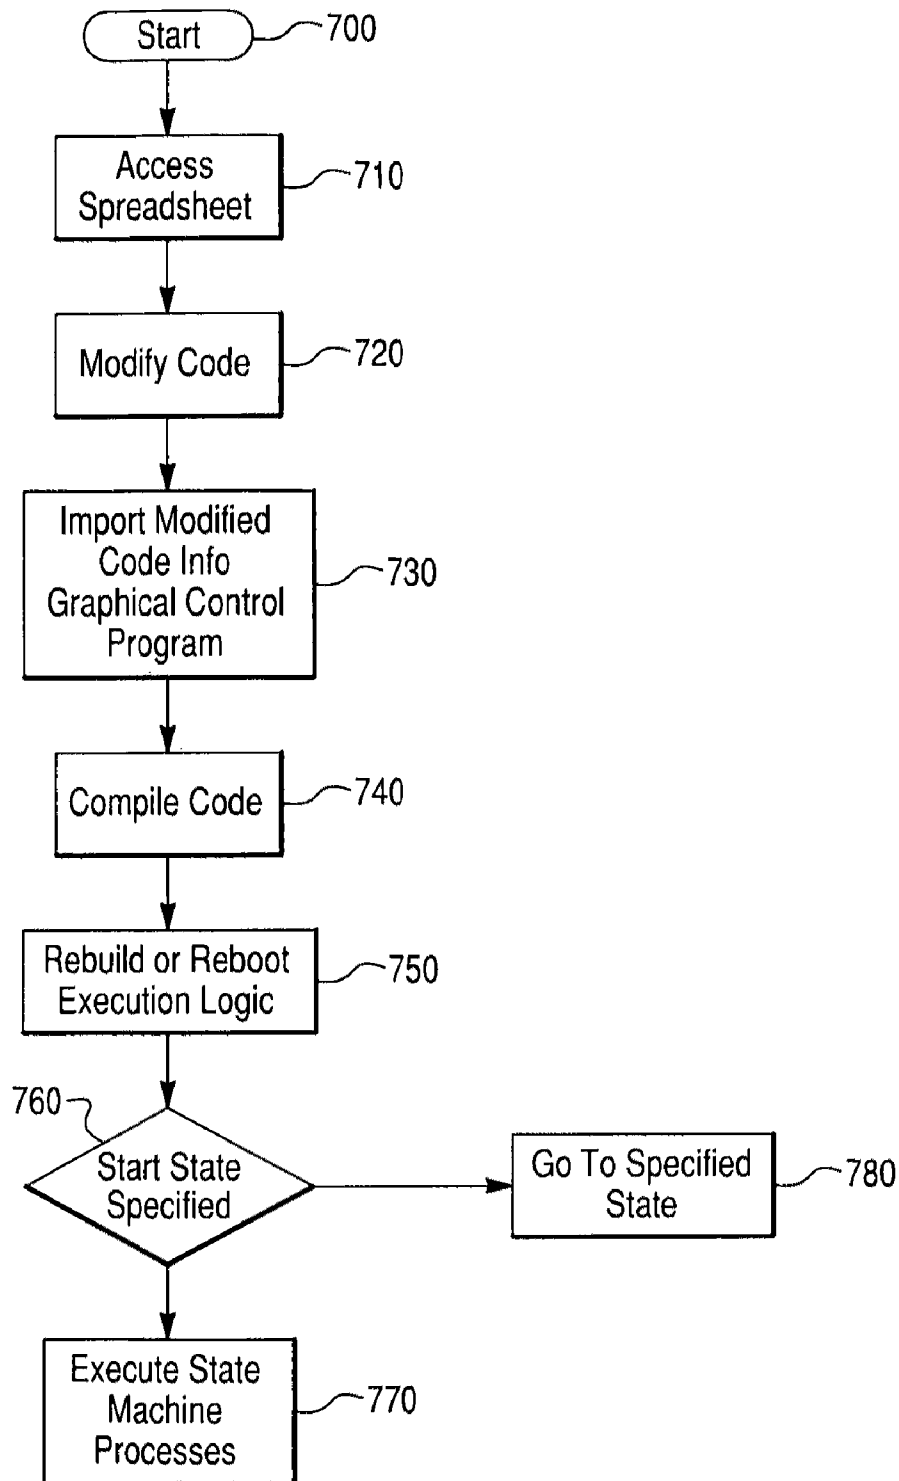 Start
700
Access
Spreadsheet
710
Modify Code
720
Import Modified
Code Info
Graphical Control
Program
730
Compile Code
740
Rebuild or Reboot
Execution Logic
750
760
Start State
Specified
Go To Specified
State
780
Execute State
Machine
Processes
770